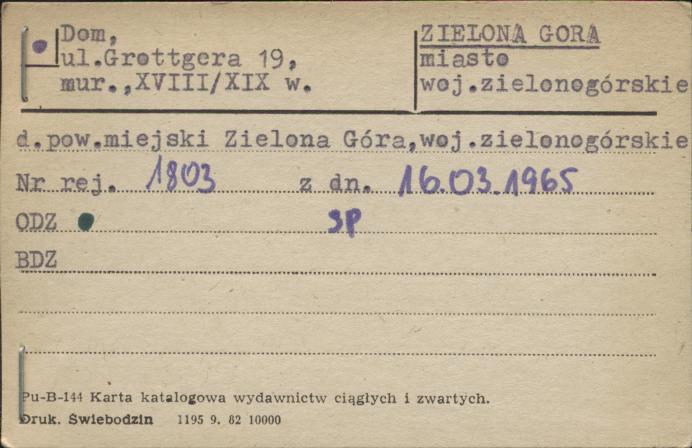 Dom,
ul.Grottgera 19,
mur.,XVIII/XIX w.
ZIELONA GORA
miasto
woj.zielonogórskie
d.pow.miejski Zielona Góra,woj.zielonogórskie
Nr rej. 1803 z dn. 16.03.1965
ODZ SP
BDZ
Pu-B-144 Karta katalogowa wydawnictw ciągłych i zwartych.
Druk. Świebodzin 1195 9. 82 10000